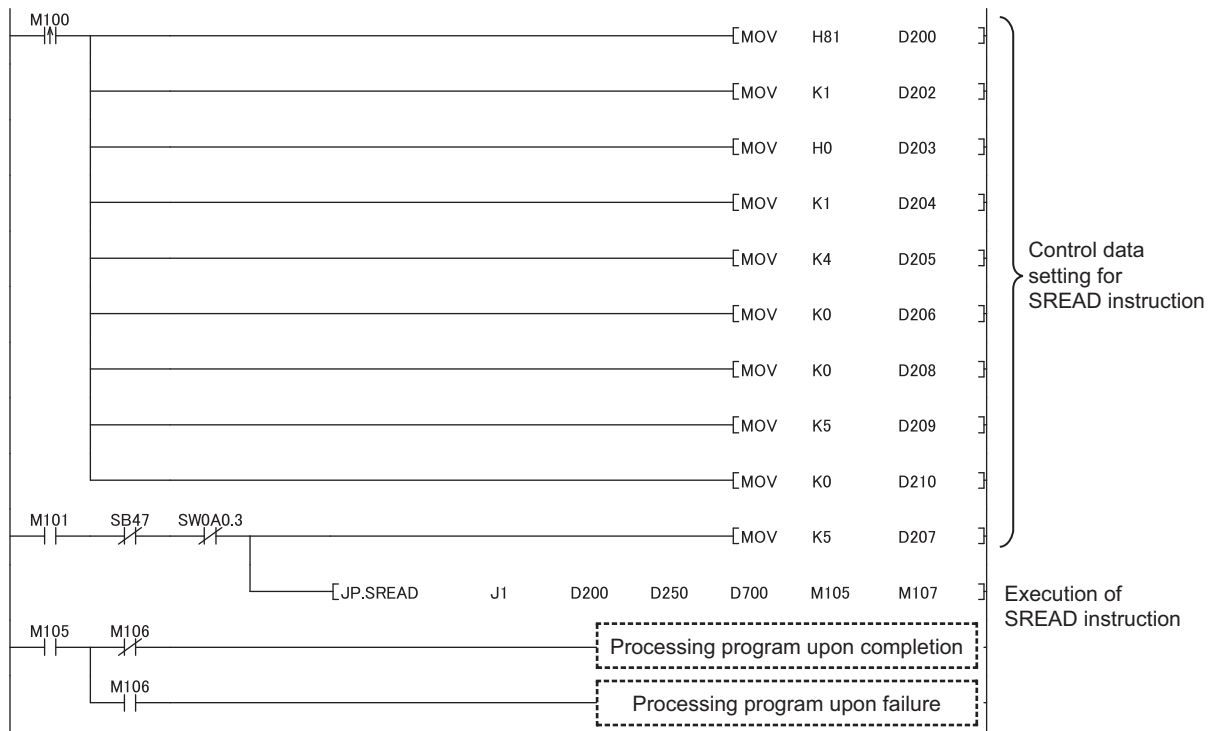 M100
MOV H81 D200
MOV K1 D202
MOV H0 D203
MOV K1 D204
MOV K4 D205
MOV K0 D206
MOV K0 D208
MOV K5 D209
MOV K0 D210
Control data
setting for
SREAD instruction
M101 SB47 SW0A0.3
MOV K5 D207
JP.SREAD J1 D200 D250 D700 M105 M107
Execution of
SREAD instruction
M105 M106
Processing program upon completion
M106
Processing program upon failure